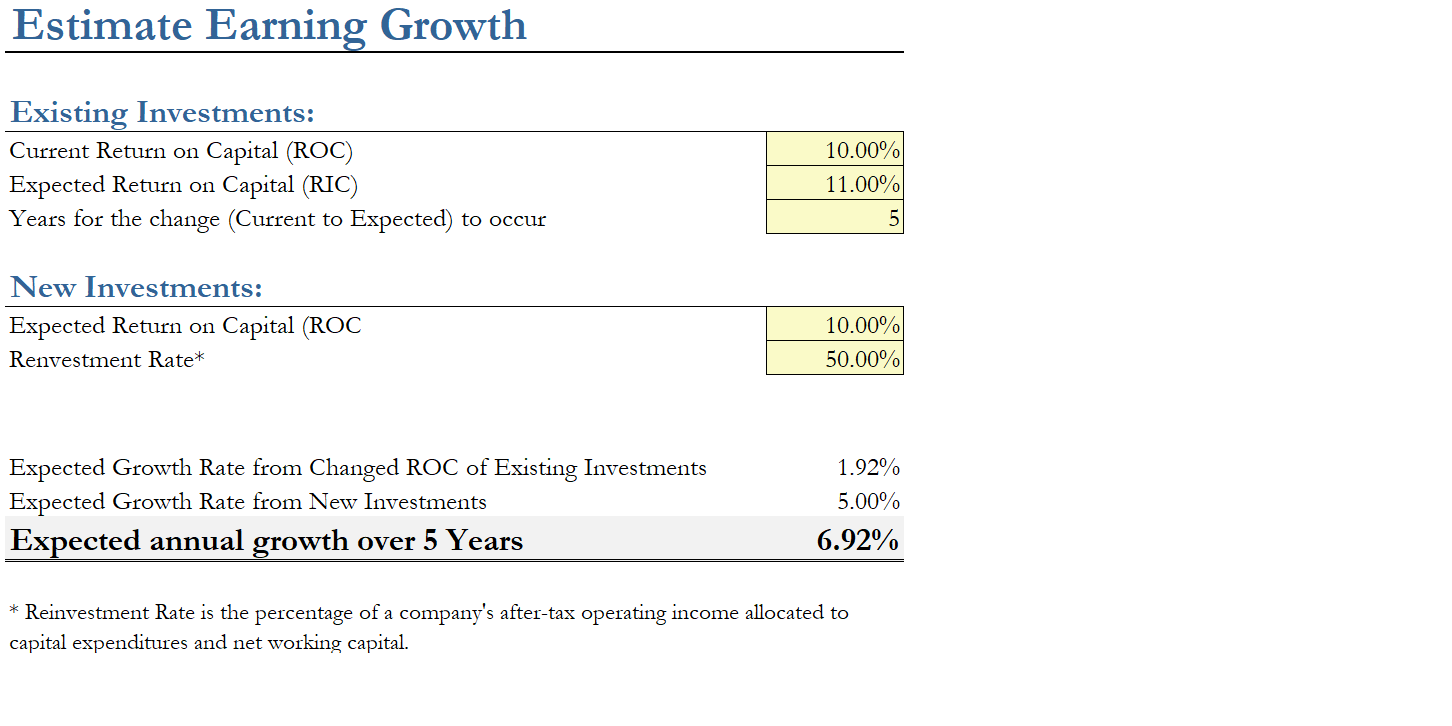 Estimate Earning Growth
Existing Investments:
Current Return on Capital (ROC) 10.00%
Expected Return on Capital (RIC) 11.00%
Years for the change (Current to Expected) to occur 5
New Investments:
Expected Return on Capital (ROC 10.00%
Renvestment Rate* 50.00%
Expected Growth Rate from Changed ROC of Existing Investments 1.92%
Expected Growth Rate from New Investments 5.00%
Expected annual growth over 5 Years 6.92%
* Reinvestment Rate is the percentage of a company's after-tax operating income allocated to
capital expenditures and net working capital.